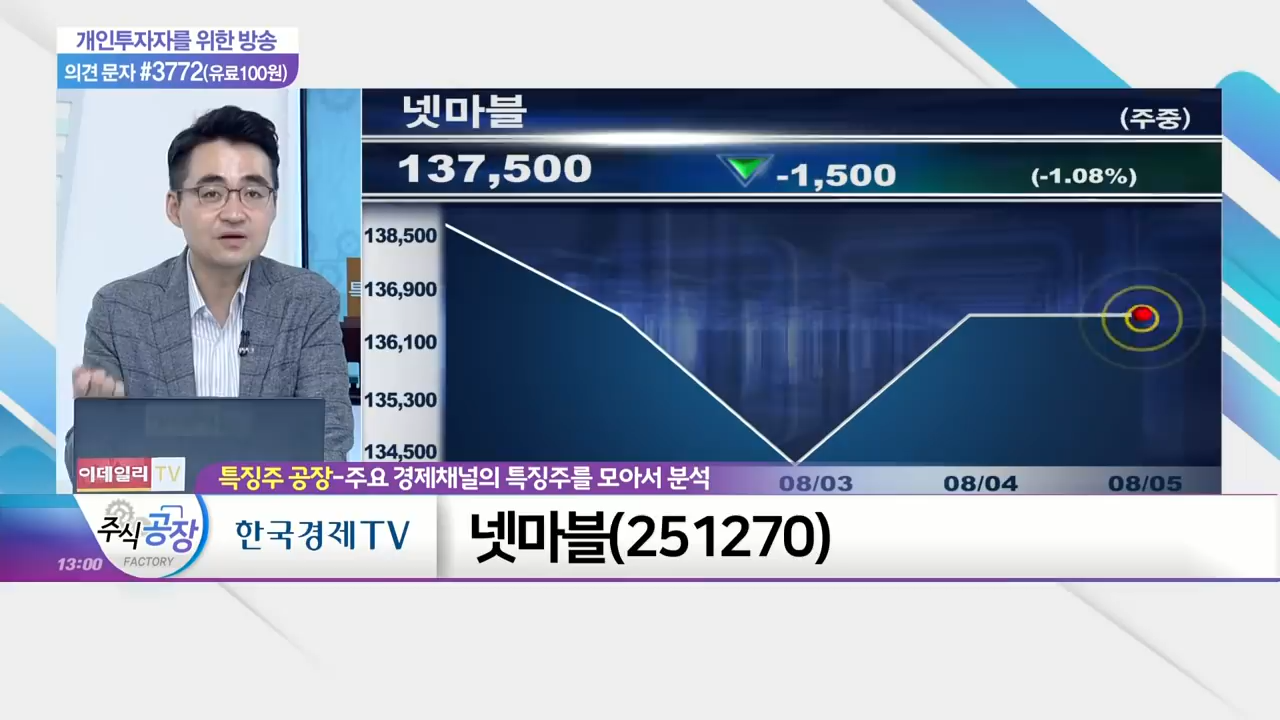 개인투자자를 위한 방송
의견 문자 #3772(유료100원)
넷마블
(주중)
137,500
-1,500
(-1.08%)
138,500
136,900
136,100
135,300
134,500
특
08/03
08/04
08/05
이데일리 TV
특징주 공장-주요 경제채널의 특징주를 모아서 분석
주식공장
FACTORY
13:00
한국경제TV
넷마블(251270)